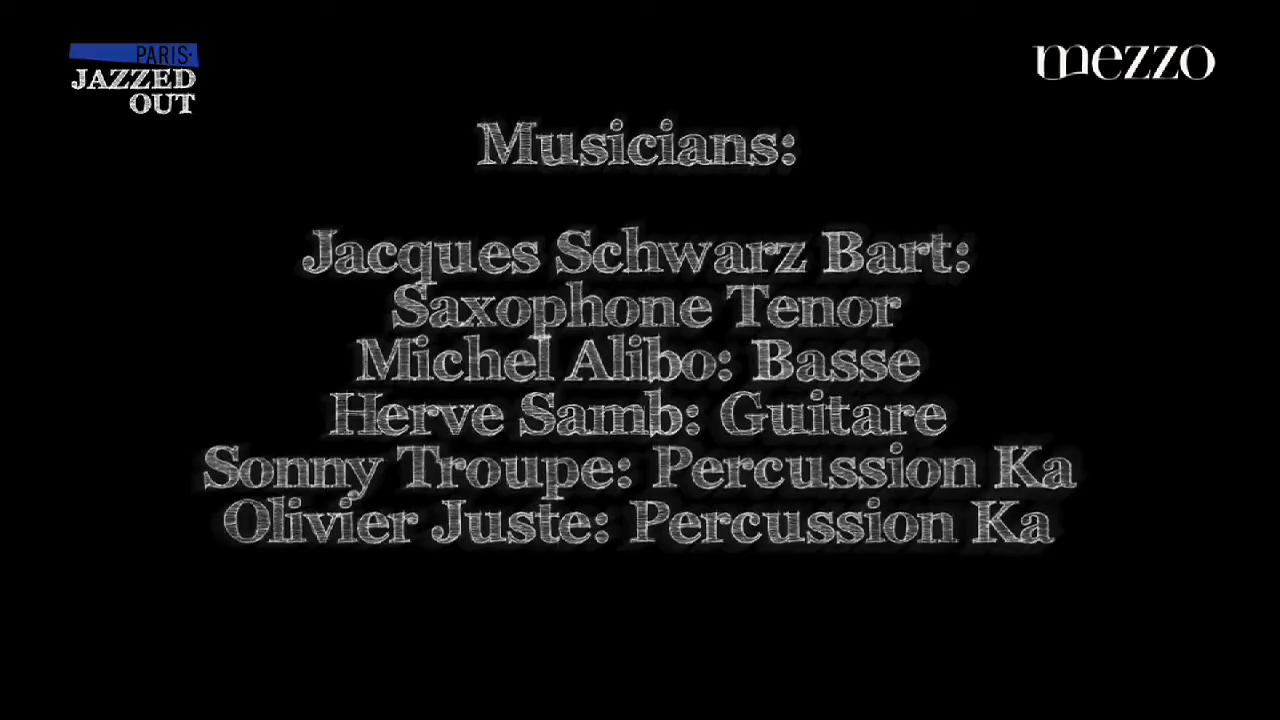 PARIS·
JAZZED
OUT
mezzo
Musicians:
Jacques Schwarz Bart:
Saxophone Tenor
Michel Alibo: Basse
Herve Samb: Guitare
Sonny Troupe: Percussion Ka
Olivier Juste: Percussion Ka